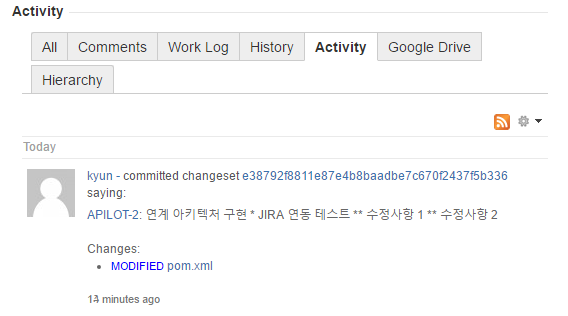 Activity
All Comments Work Log History Activity Google Drive
Hierarchy
Today
kyun - committed changeset e38792f8811e87e4b8baadbe7c670f2437f5b336
saying:
APILOT-2: 연계 아키텍처 구현 * JIRA 연동 테스트 ** 수정사항 1 ** 수정사항 2
Changes:
• MODIFIED pom.xml
minutes ago